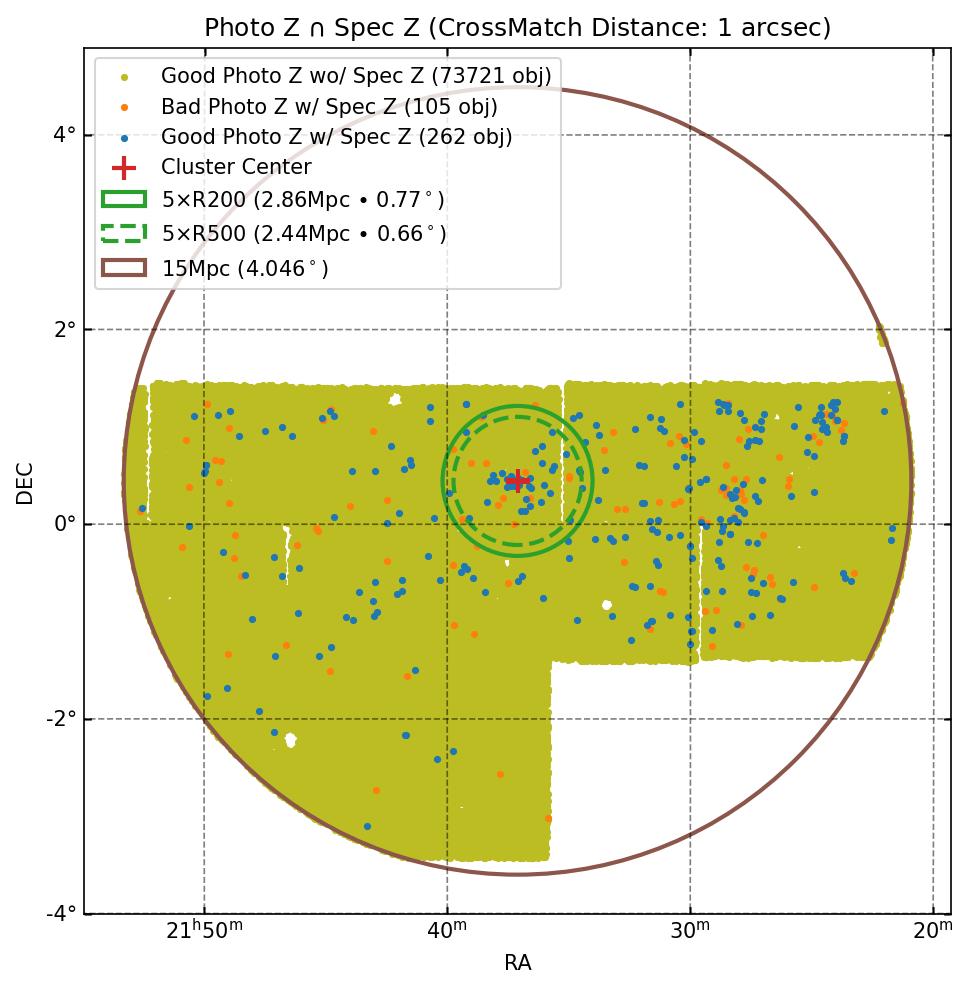 Photo Z ∩ Spec Z (CrossMatch Distance: 1 arcsec)
Good Photo Z wo/ Spec Z (73721 obj)
Bad Photo Z w/ Spec Z (105 obj)
Good Photo Z w/ Spec Z (262 obj)
Cluster Center
5×R200 (2.86Mpc • 0.77°)
5×R500 (2.44Mpc • 0.66°)
15Mpc (4.046°)
4°
2°
0°
-2°
-4°
DEC
21ʰ50ᵐ 40ᵐ 30ᵐ 20ᵐ
RA